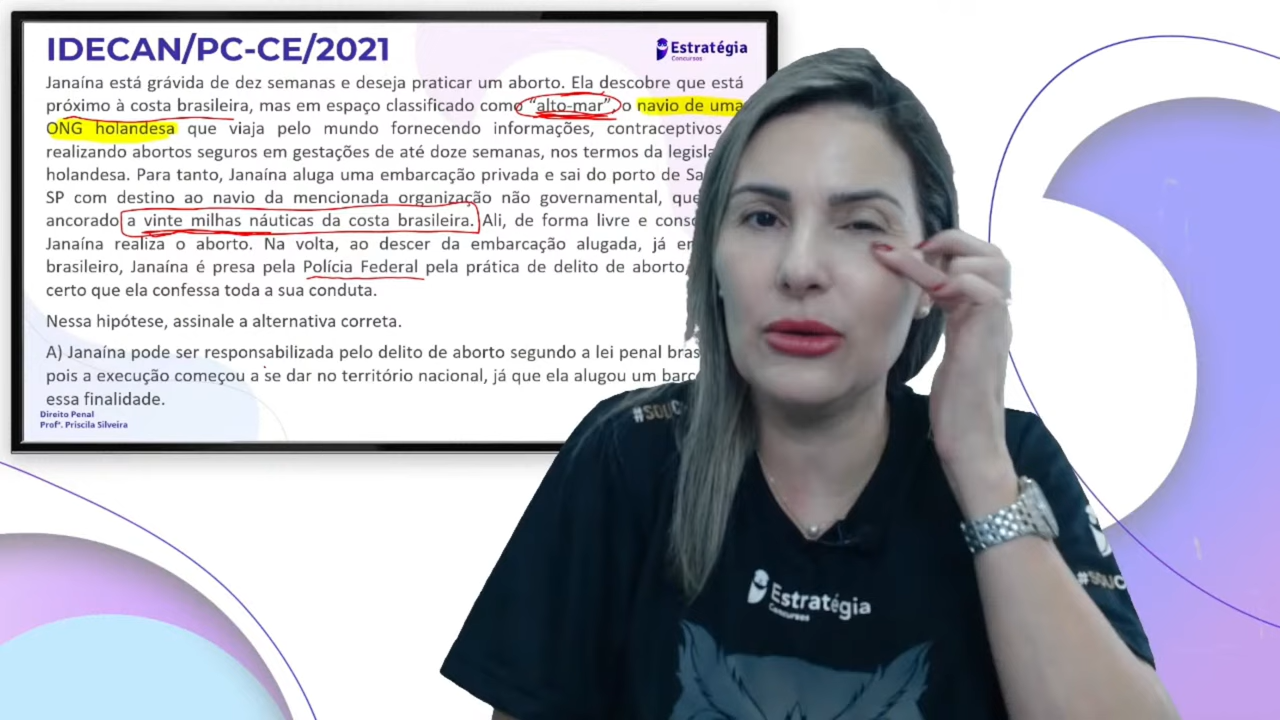 IDECAN/PC-CE/2021
Estratégia
Concursos
Janaína está grávida de dez semanas e deseja praticar um aborto. Ela descobre que está
próximo à costa brasileira, mas em espaço classificado como "alto-mar" o navio de uma
ONG holandesa que viaja pelo mundo fornecendo informações, contraceptivos
realizando abortos seguros em gestações de até doze semanas, nos termos da
holandesa. Para tanto, Janaína aluga uma embarcação privada e sai do porto de
SP com destino ao navio da mencionada organização não governamental,
ancorado a vinte milhas náuticas da costa brasileira. Ali, de forma livre e
Janaína realiza o aborto. Na volta, ao descer da embarcação alugada, já
brasileiro, Janaína é presa pela Polícia Federal pela prática de delito de aborto,
certo que ela confessa toda a sua conduta.
Nessa hipótese, assinale a alternativa correta.
A) Janaína pode ser responsabilizada pelo delito de aborto segundo a lei penal
pois a execução começou a se dar no território nacional, já que ela alugou um
essa finalidade.
Direito Penal
Profª. Priscila Silveira
Estratégia
Concursos